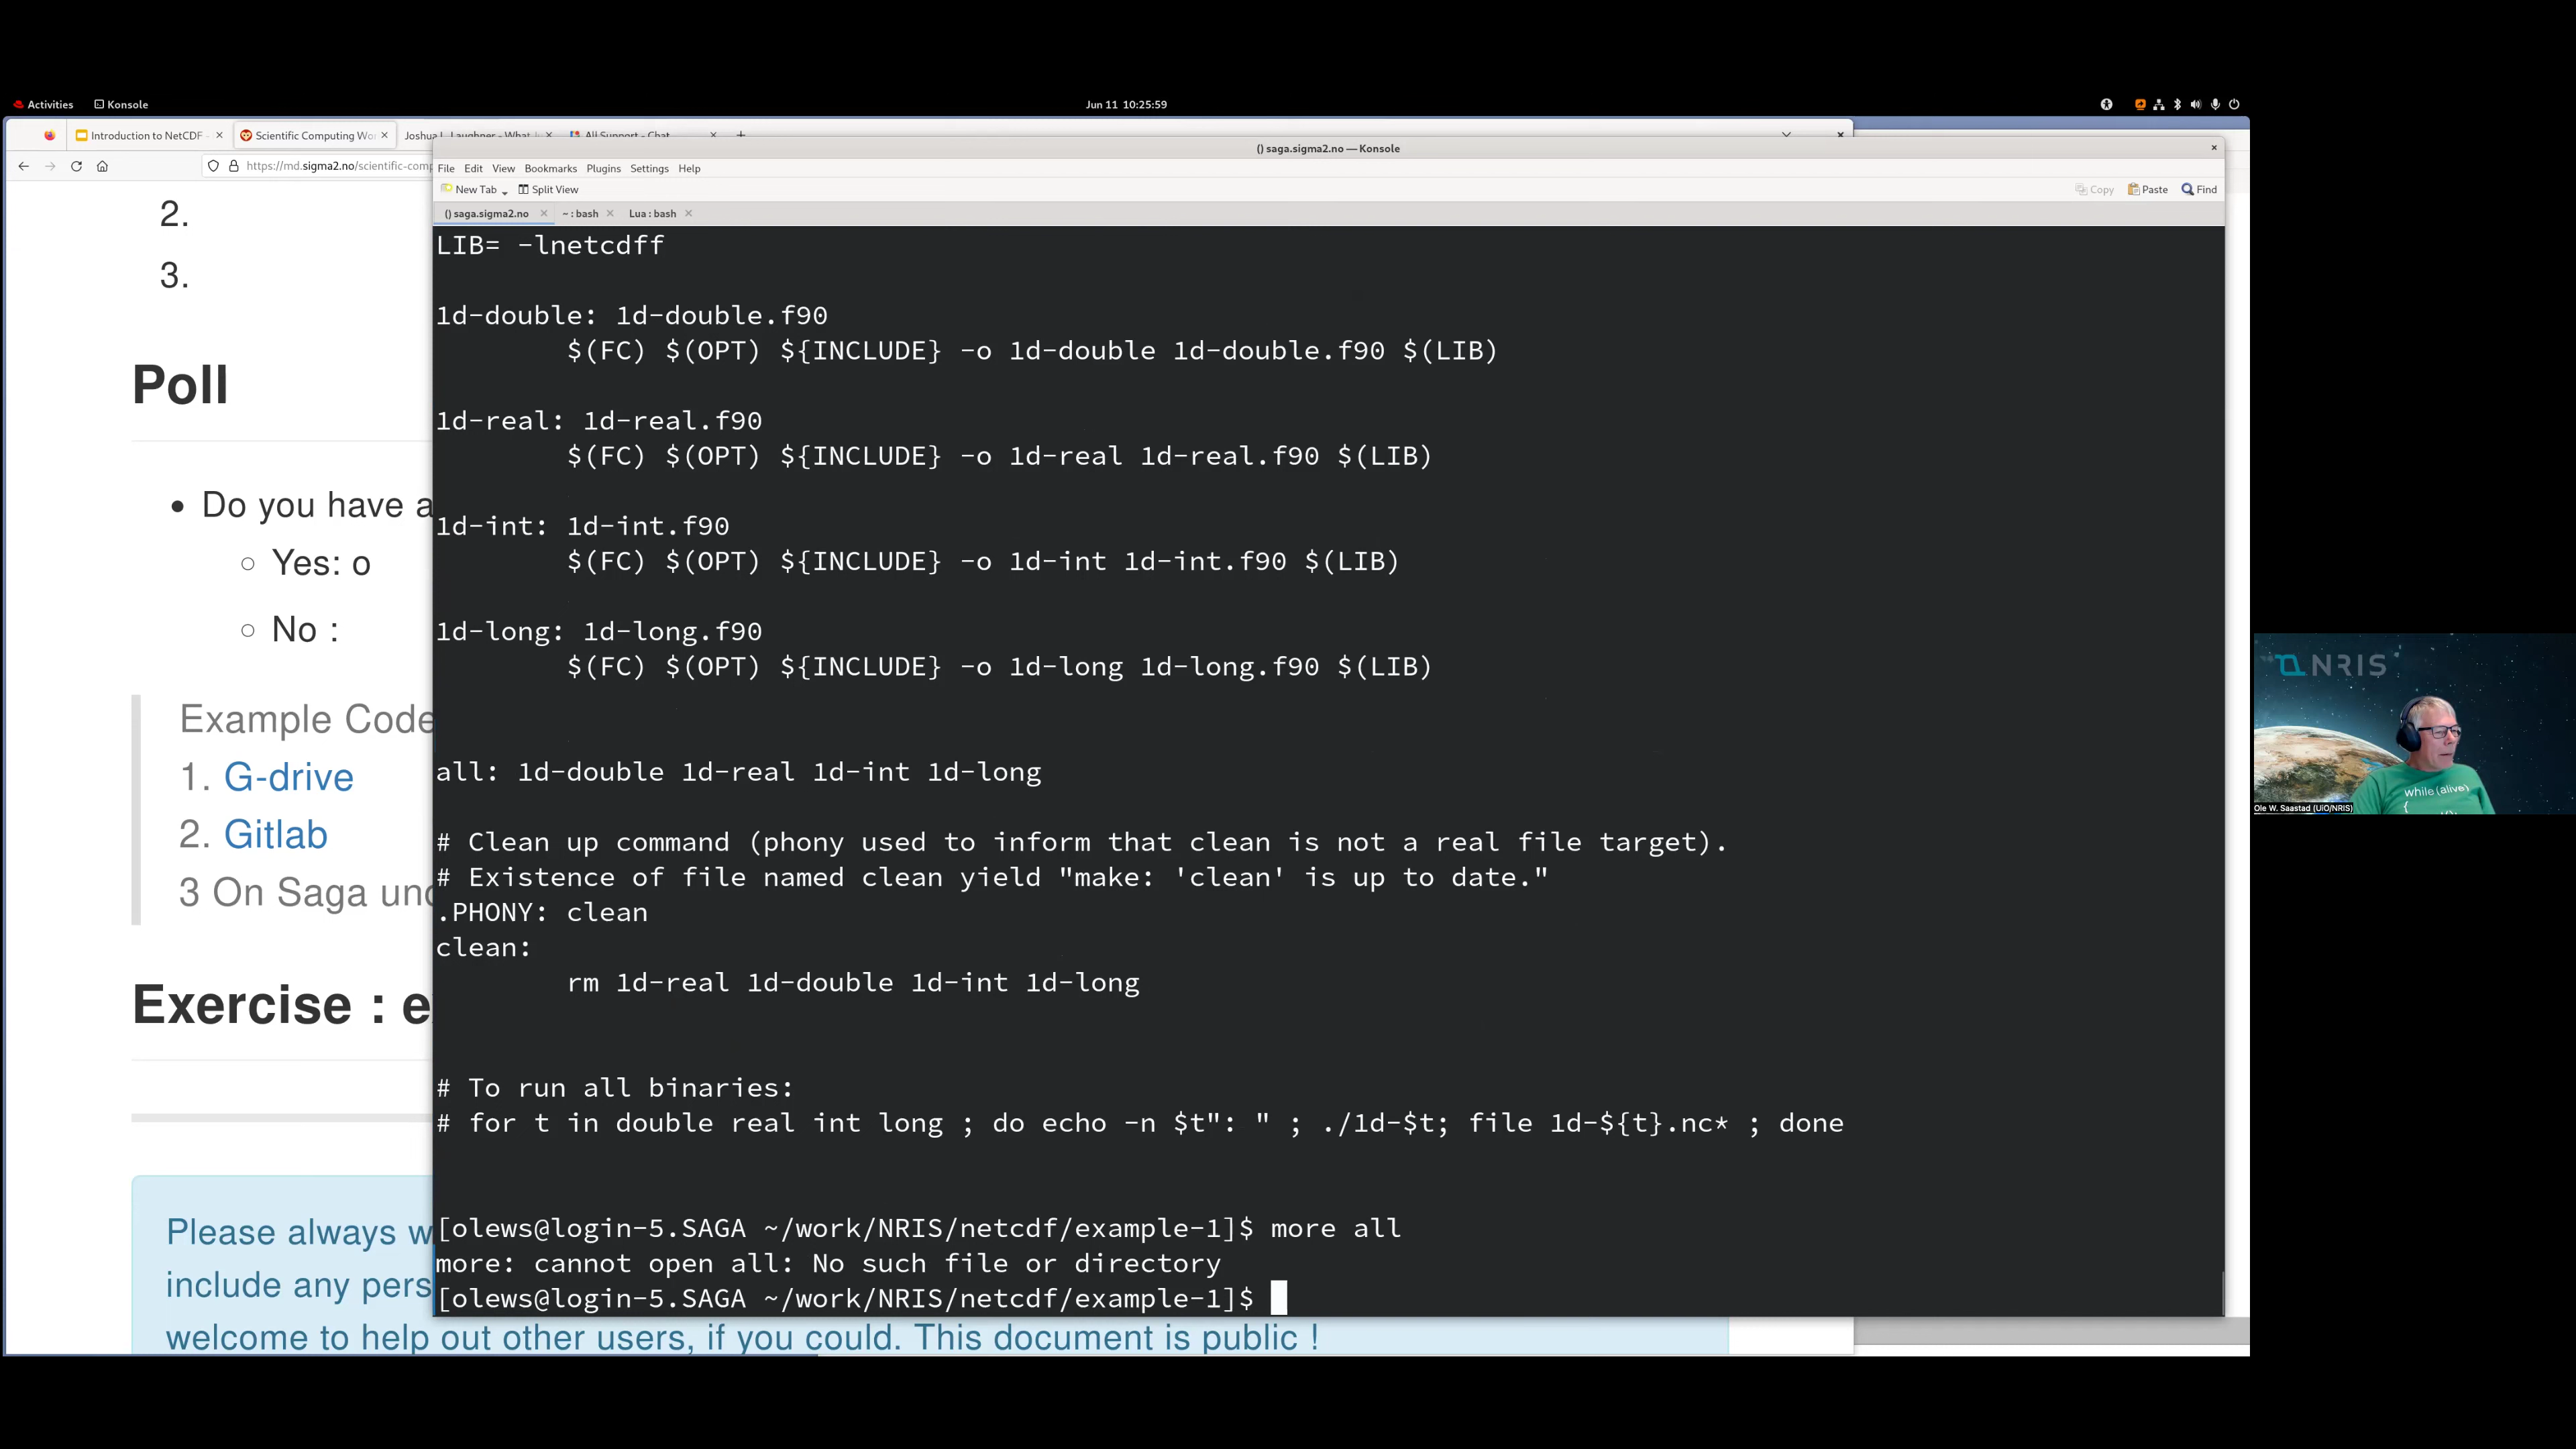 Activities
Konsole
Jun 11 10:25:59
Introduction to NetCDF -
Scientific Computing Wor
Joshua L. Laughner - What
All Support - Chat
https://md.sigma2.no/scientific-comp
() saga.sigma2.no — Konsole
File Edit View Bookmarks Plugins Settings Help
New Tab Split View
Copy Paste Find
() saga.sigma2.no
~ : bash
Lua : bash
2.
3.
Poll
Do you have a
Yes: o
No :
Example Code
1. G-drive
2. Gitlab
3 On Saga und
Exercise : e
Please always w
include any pers
welcome to help out other users, if you could. This document is public !
LIB= -lnetcdff
1d-double: 1d-double.f90
$(FC) $(OPT) ${INCLUDE} -o 1d-double 1d-double.f90 $(LIB)
1d-real: 1d-real.f90
$(FC) $(OPT) ${INCLUDE} -o 1d-real 1d-real.f90 $(LIB)
1d-int: 1d-int.f90
$(FC) $(OPT) ${INCLUDE} -o 1d-int 1d-int.f90 $(LIB)
1d-long: 1d-long.f90
$(FC) $(OPT) ${INCLUDE} -o 1d-long 1d-long.f90 $(LIB)
all: 1d-double 1d-real 1d-int 1d-long
# Clean up command (phony used to inform that clean is not a real file target).
# Existence of file named clean yield "make: 'clean' is up to date."
.PHONY: clean
clean:
rm 1d-real 1d-double 1d-int 1d-long
# To run all binaries:
# for t in double real int long ; do echo -n $t": " ; ./1d-$t; file 1d-${t}.nc* ; done
[olews@login-5.SAGA ~/work/NRIS/netcdf/example-1]$ more all
more: cannot open all: No such file or directory
[olews@login-5.SAGA ~/work/NRIS/netcdf/example-1]$
NRIS
while (alive)
{
Ole W. Saastad (UiO/NRIS)